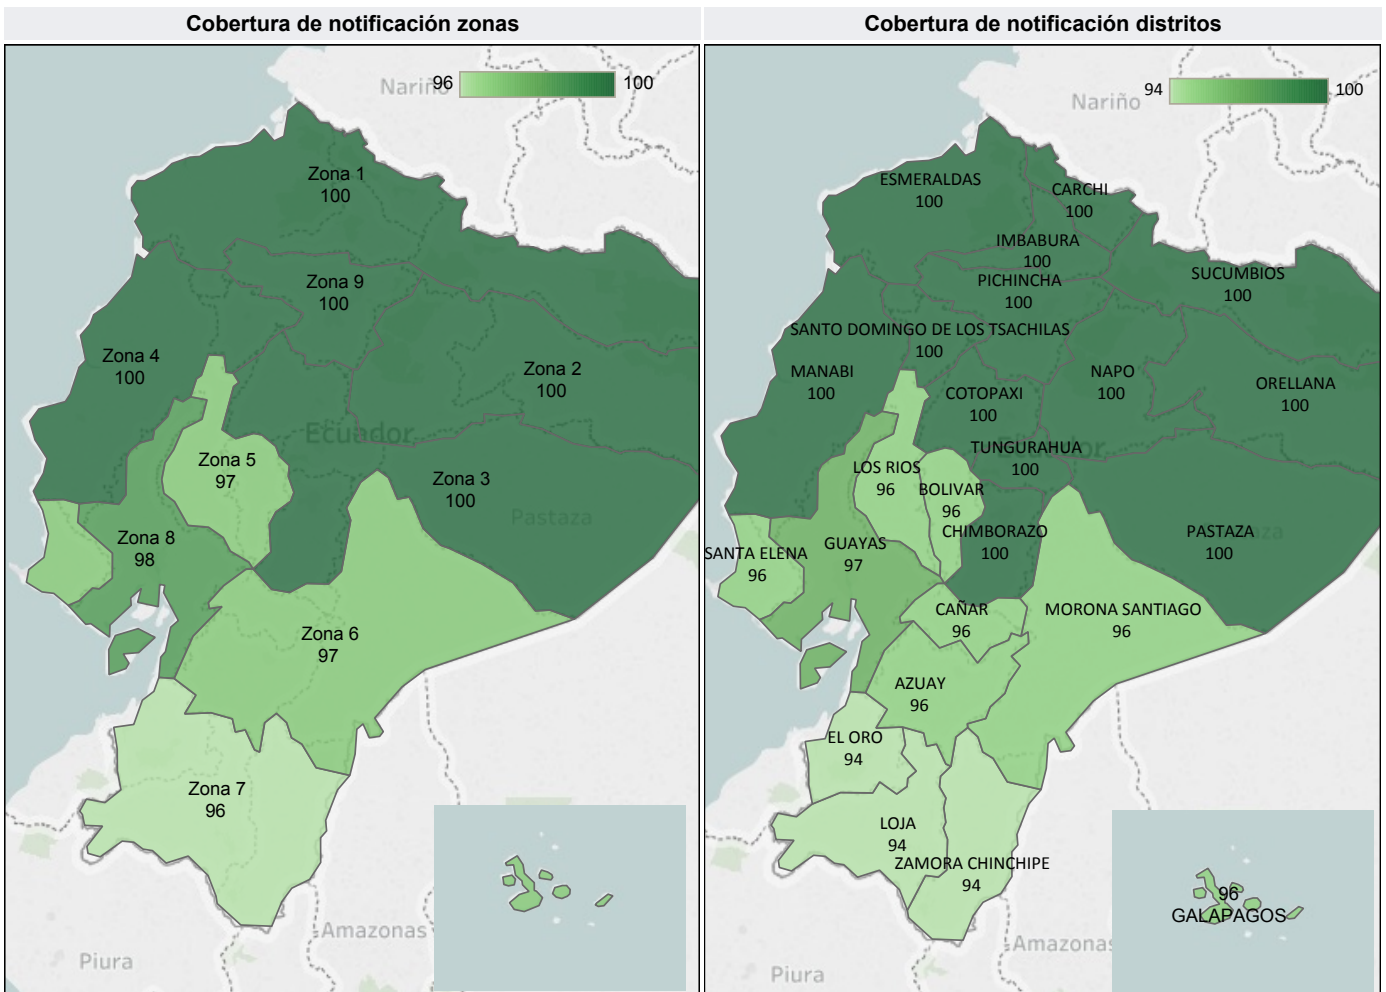 Cobertura de notificación zonas
Nariño
96
100
Zona 1
100
Zona 9
100
Zona 4
100
Zona 2
100
Ecuador
Zona 5
97
Zona 3
100
Pastaza
Zona 8
98
Zona 6
97
Zona 7
96
Amazonas
Piura
Cobertura de notificación distritos
94
100
Nariño
ESMERALDAS
100
CARCHI
100
IMBABURA
100
SUCUMBIOS
100
PICHINCHA
100
SANTO DOMINGO DE LOS TSACHILAS
100
MANABI
100
NAPO
100
ORELLANA
100
COTOPAXI
100
TUNGURAHUA
100
LOS RIOS
96
BOLIVAR
96
CHIMBORAZO
100
PASTAZA
100
SANTA ELENA
96
GUAYAS
97
CAÑAR
96
MORONA SANTIAGO
96
AZUAY
96
EL ORO
94
LOJA
94
ZAMORA CHINCHIPE
94
96
GALAPAGOS
Amazonas
Piura